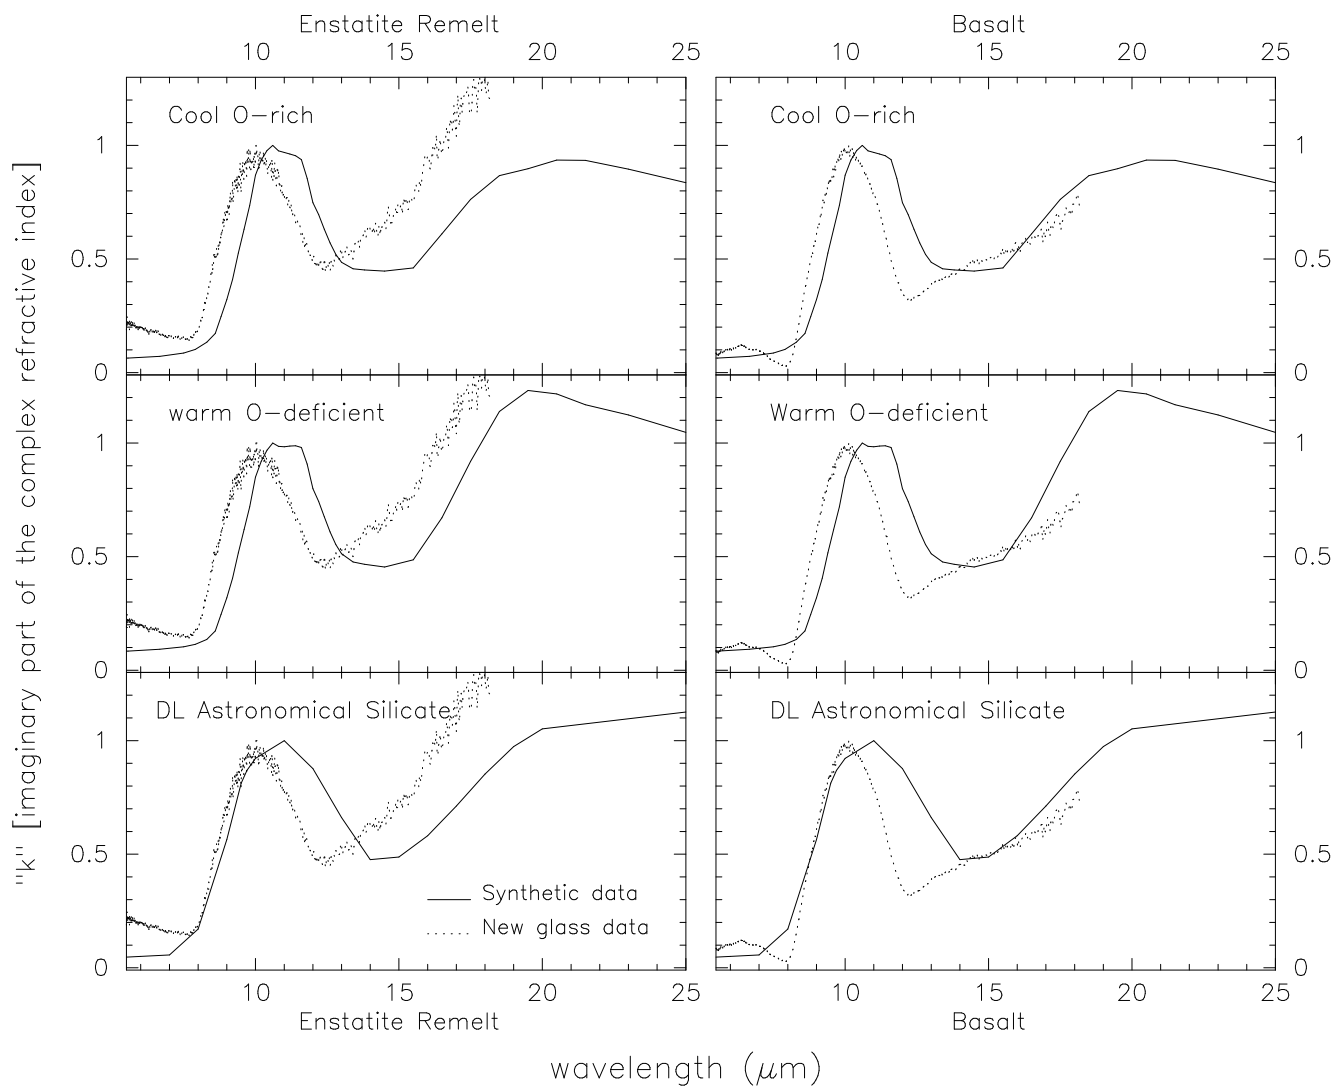 Enstatite Remelt Basalt
10 15 20 25 10 15 20 25
Cool O-rich Cool O-rich
1 1
0.5 0.5
0 0
warm O-deficient Warm O-deficient
1 1
0.5 0.5
0 0
DL Astronomical Silicate DL Astronomical Silicate
1 1
0.5 0.5
Synthetic data
New glass data
0 0
10 15 20 25 10 15 20 25
Enstatite Remelt Basalt
wavelength (μm)
"k" [imaginary part of the complex refractive index]